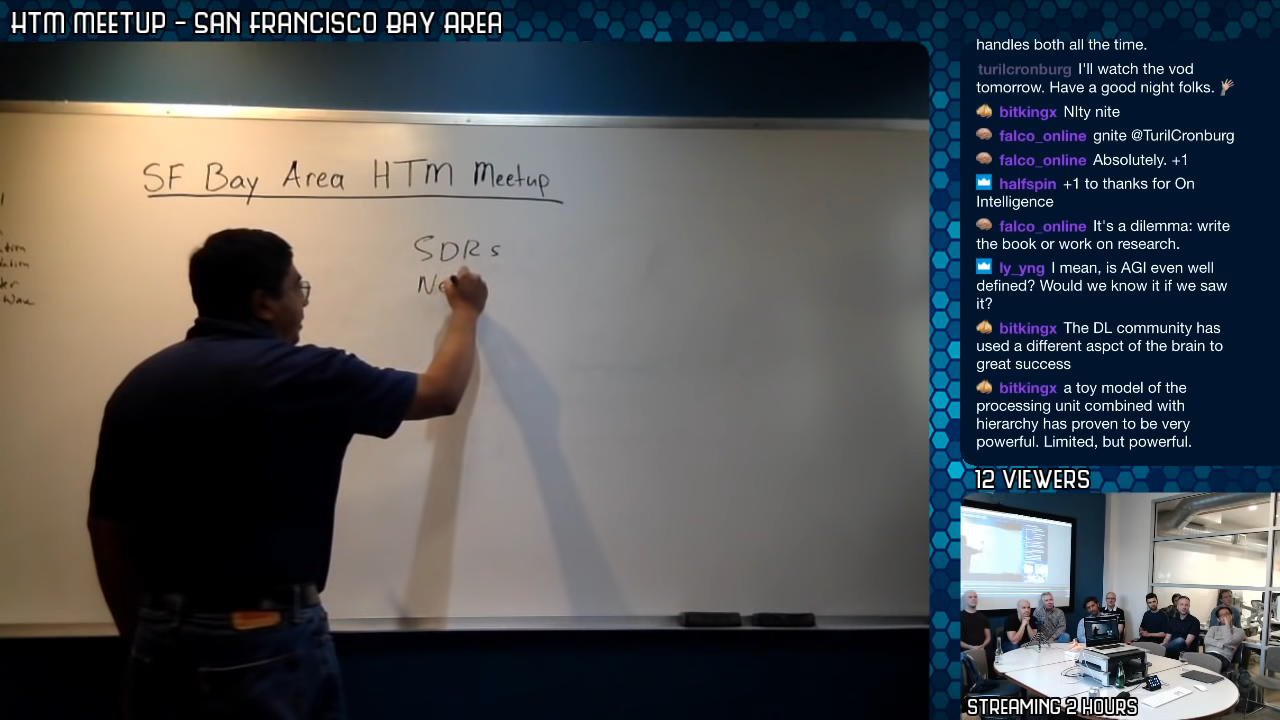 HTM MEETUP - SAN FRANCISCO BAY AREA
SF Bay Area HTM Meetup
SDRs
handles both all the time.
turilcronburg I'll watch the vod
tomorrow. Have a good night folks.
bitkingx NIty nite
falco_online gnite @TurilCronburg
falco_online Absolutely. +1
halfspin +1 to thanks for On
Intelligence
falco_online It's a dilemma: write
the book or work on research.
ly_yng I mean, is AGI even well
defined? Would we know it if we saw
it?
bitkingx The DL community has
used a different aspct of the brain to
great success
bitkingx a toy model of the
processing unit combined with
hierarchy has proven to be very
powerful. Limited, but powerful.
12 VIEWERS
STREAMING 2 HOURS